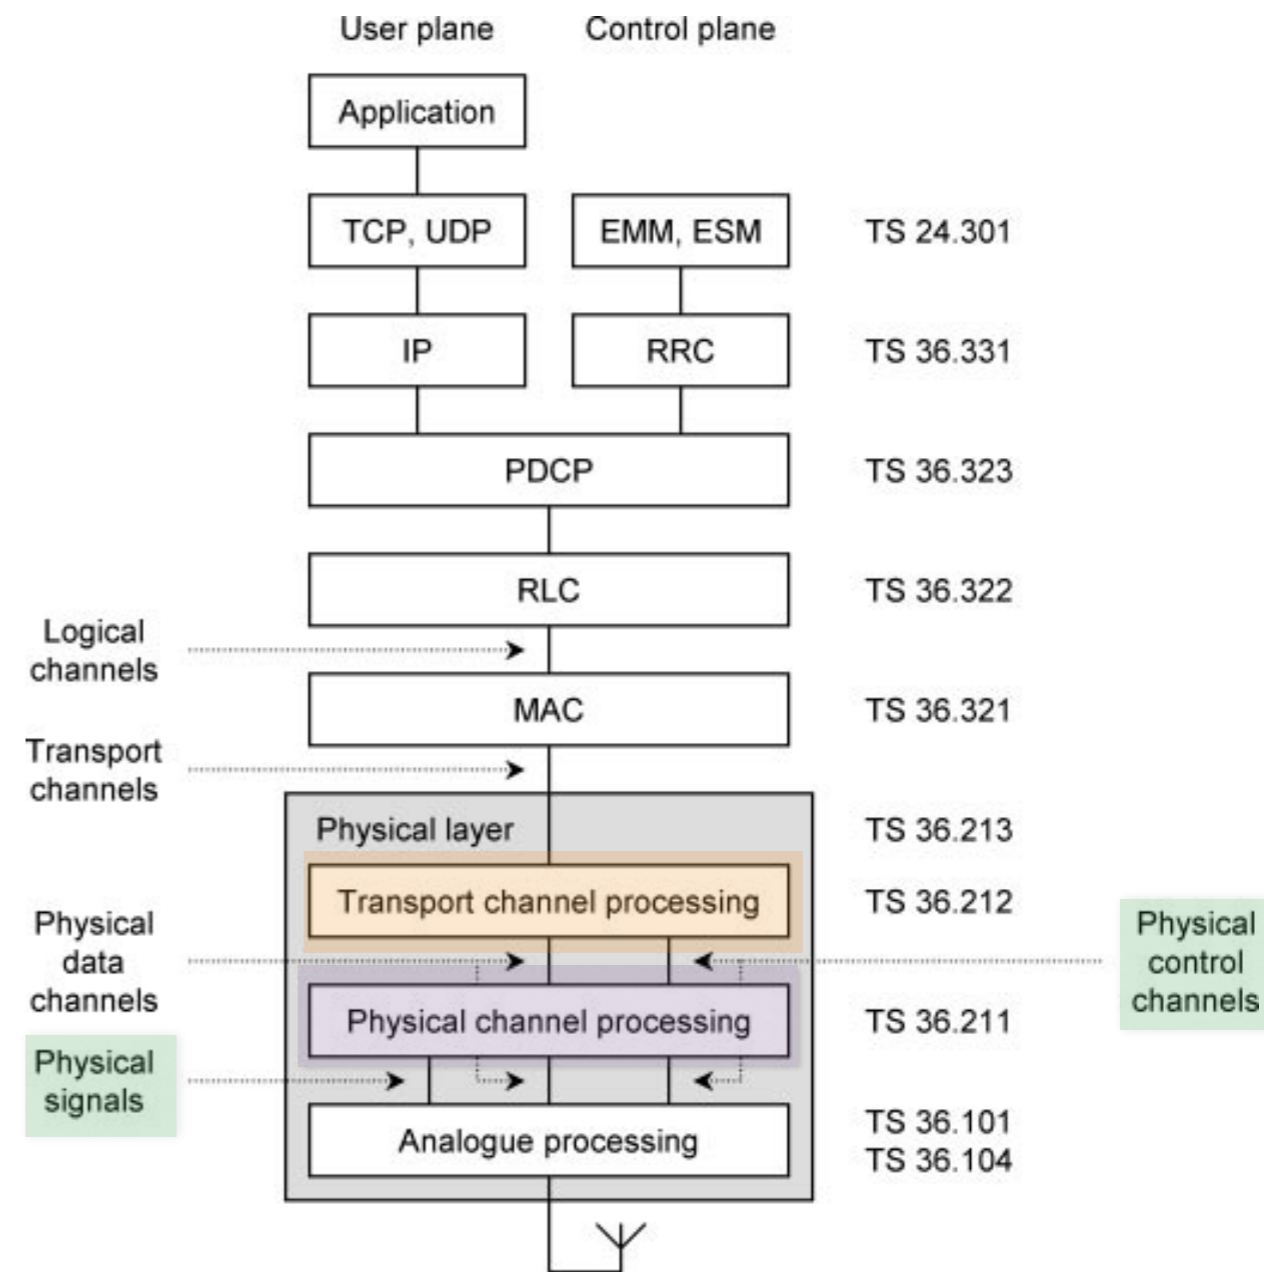 User plane Control plane
Application
TCP, UDP EMM, ESM TS 24.301
IP RRC TS 36.331
PDCP TS 36.323
RLC TS 36.322
Logical
channels
MAC TS 36.321
Transport
channels
Physical layer TS 36.213
Transport channel processing TS 36.212
Physical
data
channels
Physical
control
channels
Physical channel processing TS 36.211
Physical
signals
Analogue processing
TS 36.101
TS 36.104